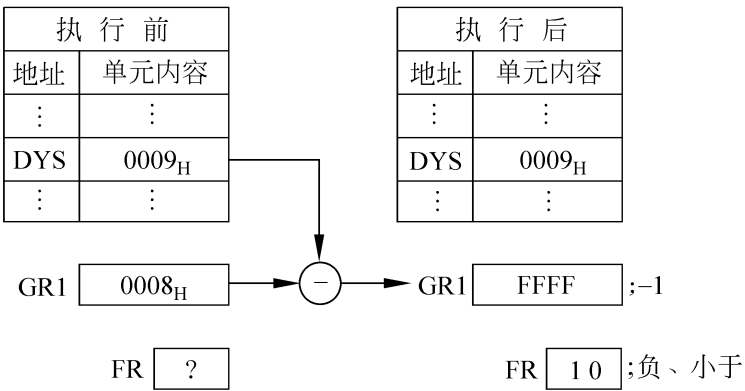 执行前 执行后
地址 单元内容 地址 单元内容
⋮ ⋮ ⋮ ⋮
DYS 0009H DYS 0009H
⋮ ⋮ ⋮ ⋮
GR1 0008H − GR1 FFFF ;−1
FR ? FR 1 0 ;负、小于